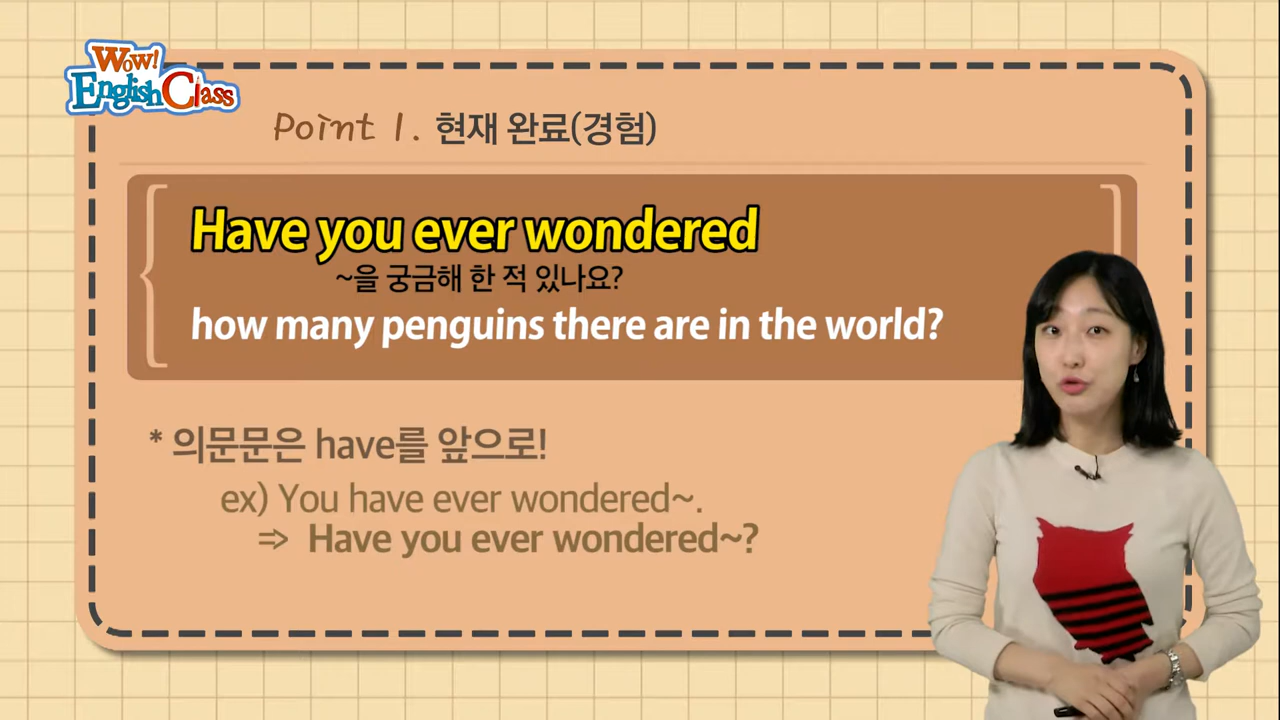 Wow!
English Class
Point 1. 현재 완료(경험)
Have you ever wondered
~을 궁금해 한 적 있나요?
how many penguins there are in the world?
* 의문문은 have를 앞으로!
ex) You have ever wondered~.
⇒ Have you ever wondered~?